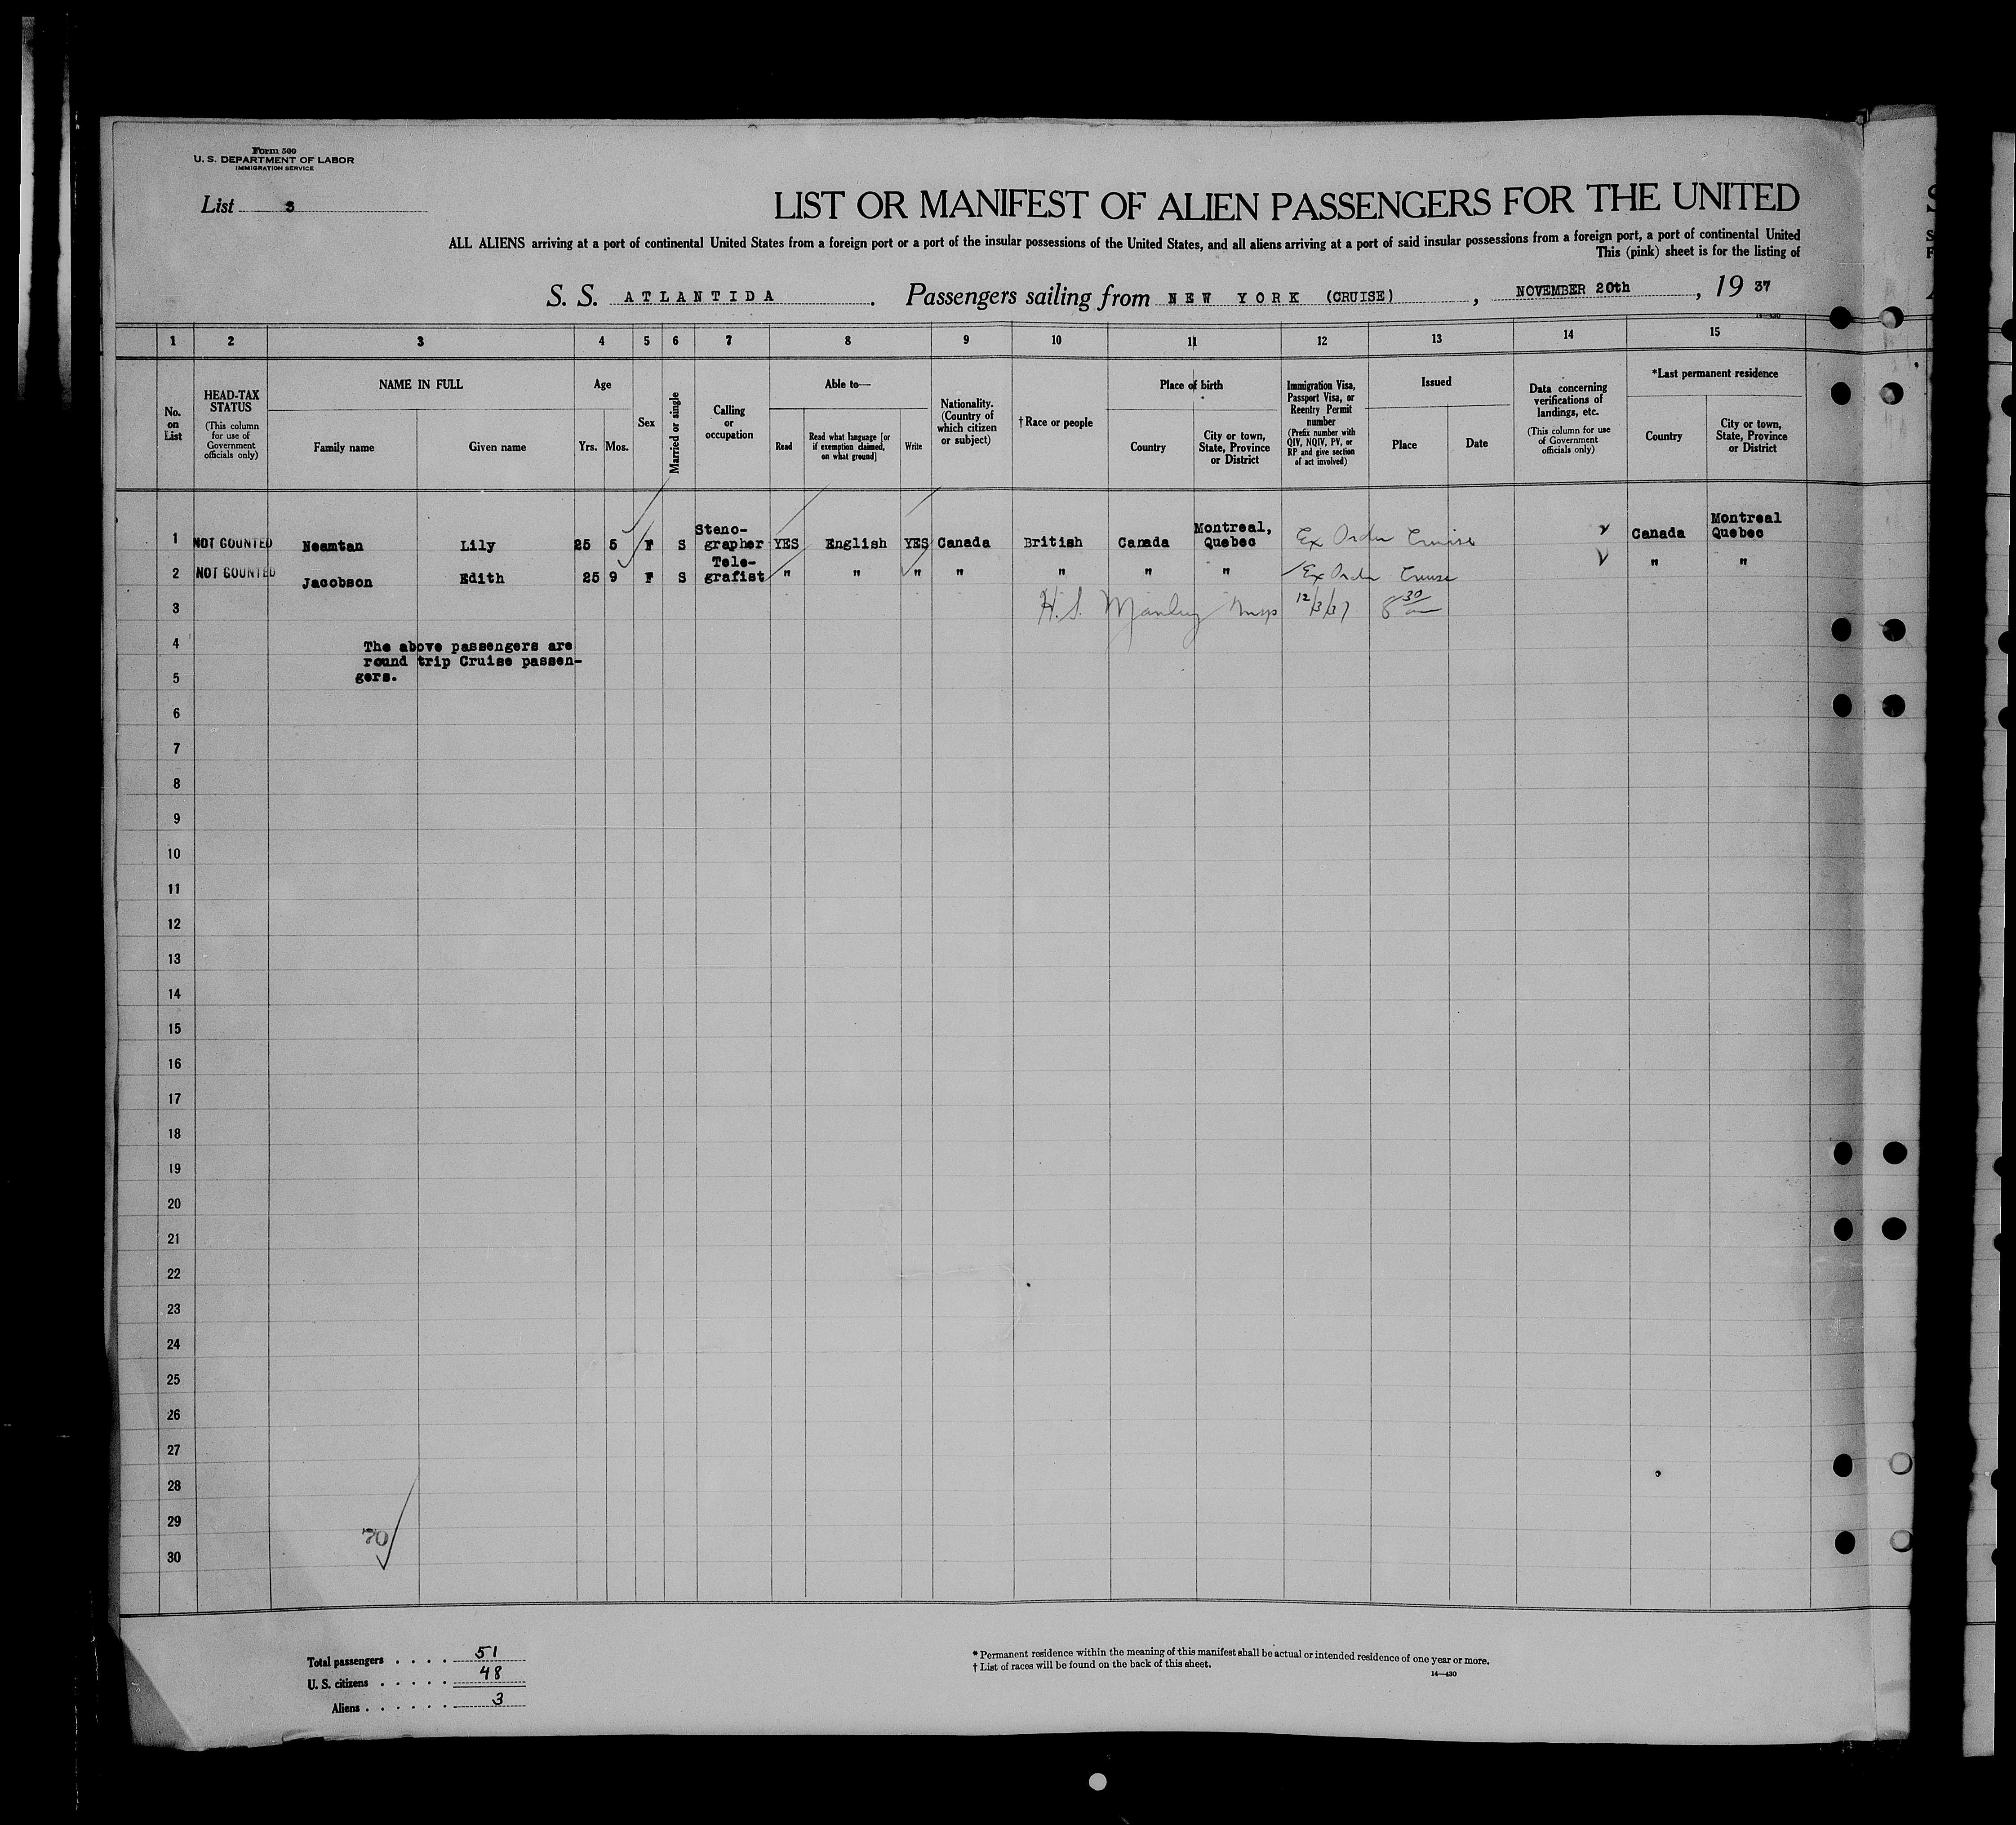 Form 500
U. S. DEPARTMENT OF LABOR
IMMIGRATION SERVICE
List 3
LIST OR MANIFEST OF ALIEN PASSENGERS FOR THE UNITED
ALL ALIENS arriving at a port of continental United States from a foreign port or a port of the insular possessions of the United States, and all aliens arriving at a port of said insular possessions from a foreign port, a port of continental United
This (pink) sheet is for the listing of
S. S. ATLANTIDA. Passengers sailing from NEW YORK (CRUISE), NOVEMBER 20th, 19 37
1 2 3 4 5 6 7 8 9 10 11 12 13 14 15
No. on List
HEAD-TAX STATUS
(This column for use of Government officials only)
NAME IN FULL
Family name
Given name
Age
Yrs. Mos.
Sex
Married or single
Calling or occupation
Able to—
Read
Read what language [or if exemption claimed, on what ground]
Write
Nationality. (Country of which citizen or subject)
† Race or people
Place of birth
Country
City or town, State, Province or District
Immigration Visa, Passport Visa, or Reentry Permit number
(Prefix number with QIV, NQIV, PV, or RP and give section of act involved)
Issued
Place
Date
Data concerning verifications of landings, etc.
(This column for use of Government officials only)
*Last permanent residence
Country
City or town, State, Province or District
1 NOT COUNTED Neamtan Lily 25 5 F S Steno-grapher YES English YES Canada British Canada Montreal, Quebec Ex Order Cruise Canada Montreal Quebec
2 NOT COUNTED Jacobson Edith 25 9 F S Tele-grafist " " " " " " " Ex Order Cruise " "
3 H.S. 12/3/37 8 30
4 The above passengers are
round trip Cruise passen-
5 gers.
6
7
8
9
10
11
12
13
14
15
16
17
18
19
20
21
22
23
24
25
26
27
28
29
70
30
Total passengers . . . . 51
U. S. citizens . . . . . 48
Aliens . . . . . . 3
* Permanent residence within the meaning of this manifest shall be actual or intended residence of one year or more.
† List of races will be found on the back of this sheet.
14—430